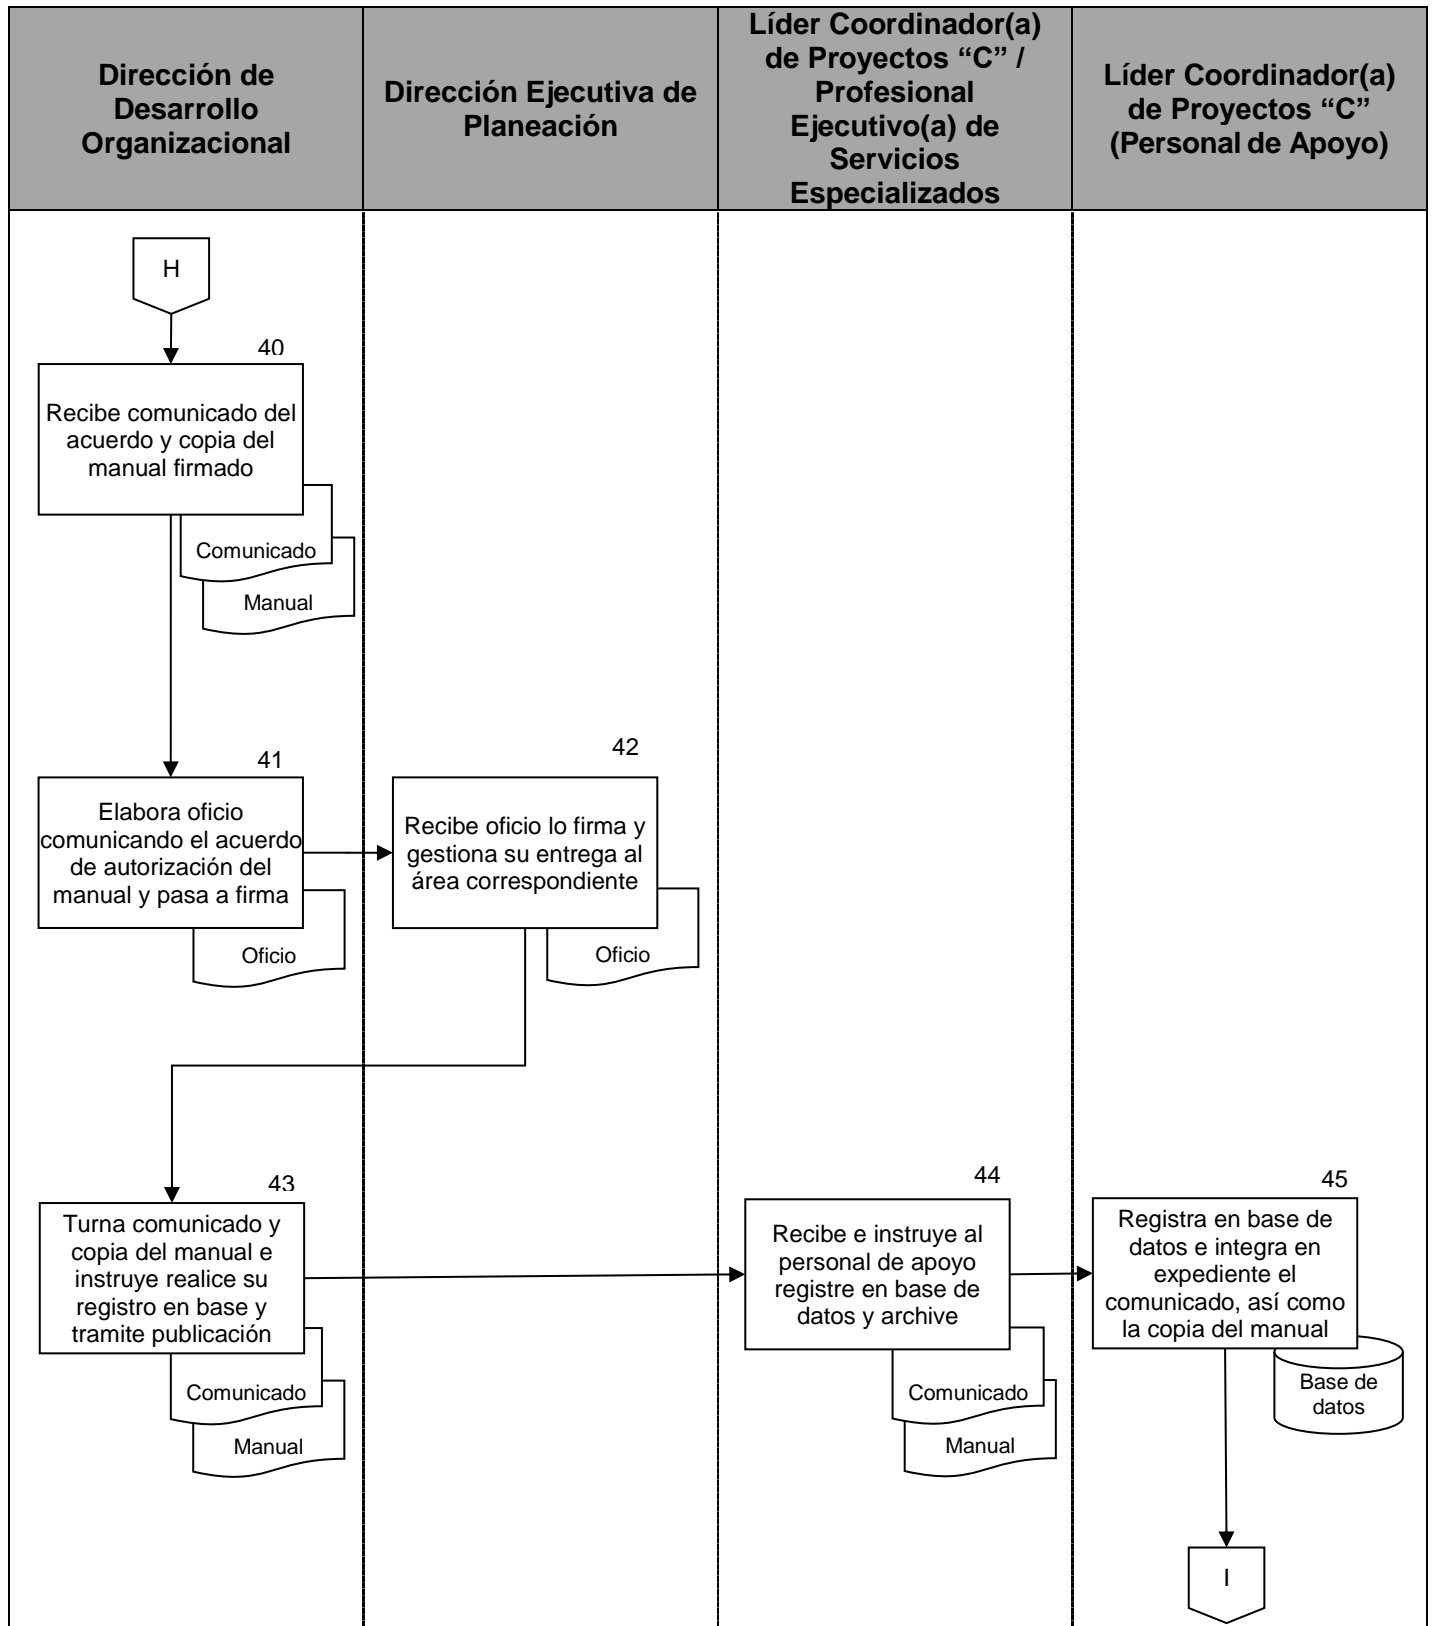 Dirección de
Desarrollo
Organizacional
Dirección Ejecutiva de
Planeación
Líder Coordinador(a)
de Proyectos “C” /
Profesional
Ejecutivo(a) de
Servicios
Especializados
Líder Coordinador(a)
de Proyectos “C”
(Personal de Apoyo)
H
40
Recibe comunicado del
acuerdo y copia del
manual firmado
Comunicado
Manual
41
Elabora oficio
comunicando el acuerdo
de autorización del
manual y pasa a firma
Oficio
42
Recibe oficio lo firma y
gestiona su entrega al
área correspondiente
Oficio
43
Turna comunicado y
copia del manual e
instruye realice su
registro en base y
tramite publicación
Comunicado
Manual
44
Recibe e instruye al
personal de apoyo
registre en base de
datos y archive
Comunicado
Manual
45
Registra en base de
datos e integra en
expediente el
comunicado, así como
la copia del manual
Base de
datos
I